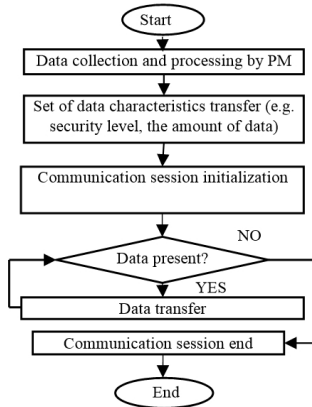 Start
Data collection and processing by PM
Set of data characteristics transfer (e.g.
security level, the amount of data)
Communication session initialization
NO
Data present?
YES
Data transfer
Communication session end
End